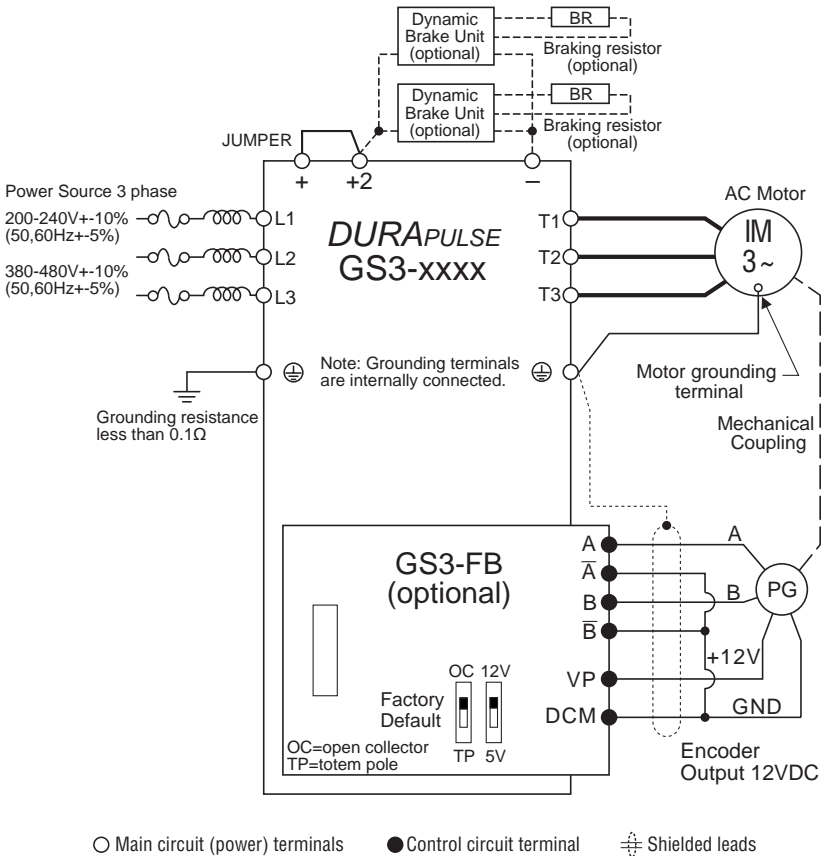 Dynamic
Brake Unit
(optional)
BR
Braking resistor
(optional)
Dynamic
Brake Unit
(optional)
BR
Braking resistor
(optional)
JUMPER
+
+2
−
Power Source 3 phase
200-240V+-10%
(50,60Hz+-5%)
380-480V+-10%
(50,60Hz+-5%)
L1
L2
L3
DURAPULSE
GS3-xxxx
T1
T2
T3
AC Motor
IM
3~
Note: Grounding terminals
are internally connected.
Motor grounding
terminal
Grounding resistance
less than 0.1Ω
Mechanical
Coupling
GS3-FB
(optional)
A
A̅
B
B̅
VP
DCM
A
B
+12V
GND
PG
OC 12V
Factory
Default
TP 5V
OC=open collector
TP=totem pole
Encoder
Output 12VDC
Main circuit (power) terminals
Control circuit terminal
Shielded leads